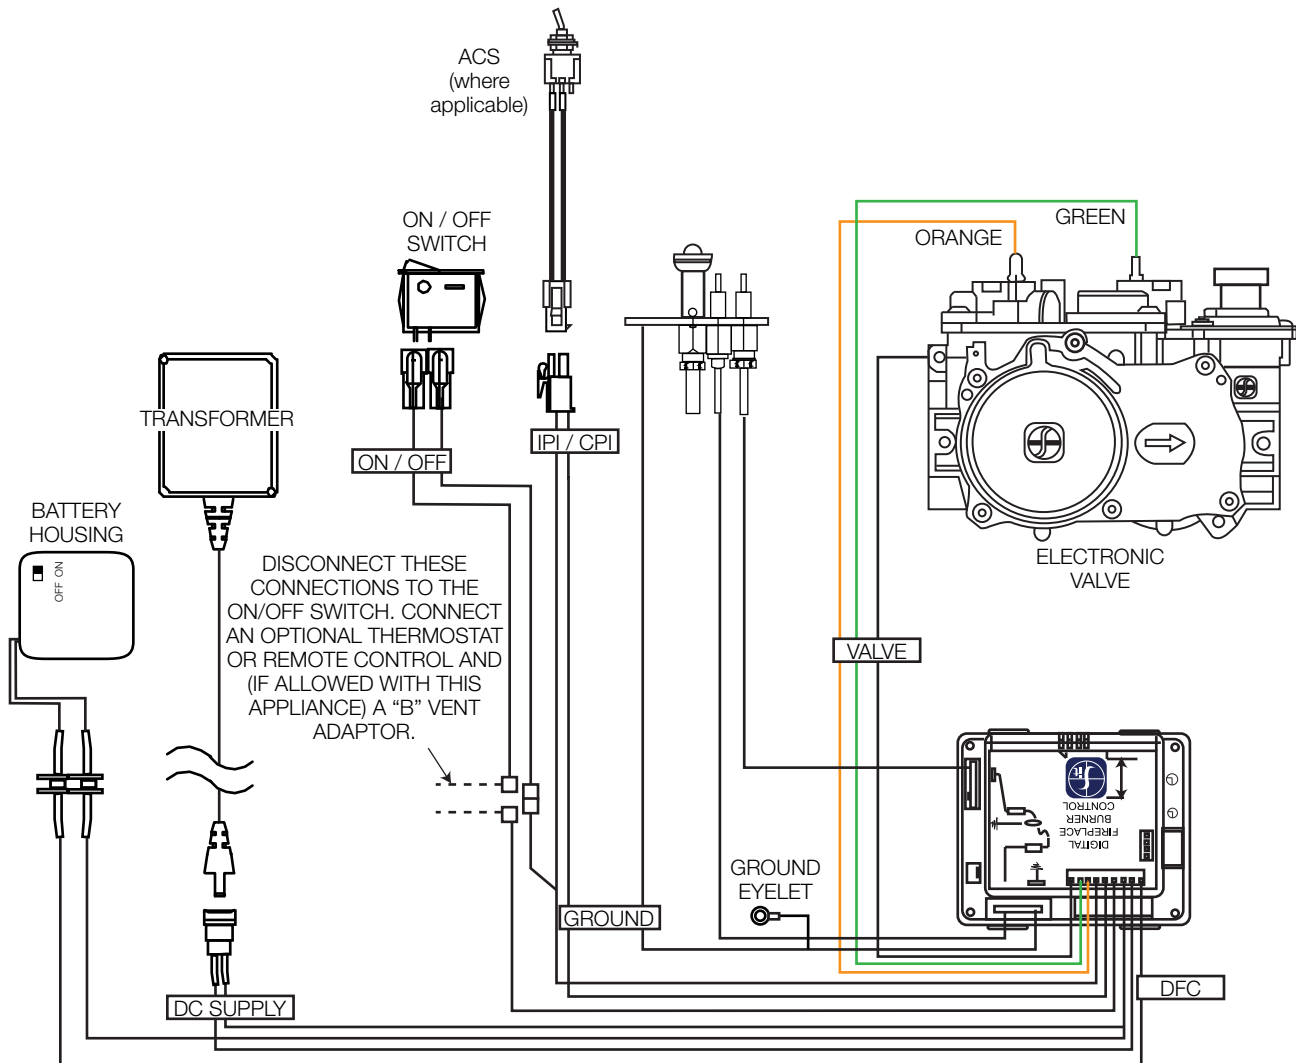 ACS
(where
applicable)
ON / OFF
SWITCH
GREEN
ORANGE
TRANSFORMER
IPI / CPI
ON / OFF
BATTERY
HOUSING
OFF ON
DISCONNECT THESE
CONNECTIONS TO THE
ON/OFF SWITCH. CONNECT
AN OPTIONAL THERMOSTAT
OR REMOTE CONTROL AND
(IF ALLOWED WITH THIS
APPLIANCE) A “B” VENT
ADAPTOR.
ELECTRONIC
VALVE
VALVE
sit
DIGITAL
FIREPLACE
BURNER
CONTROL
GROUND
EYELET
GROUND
DFC
DC SUPPLY